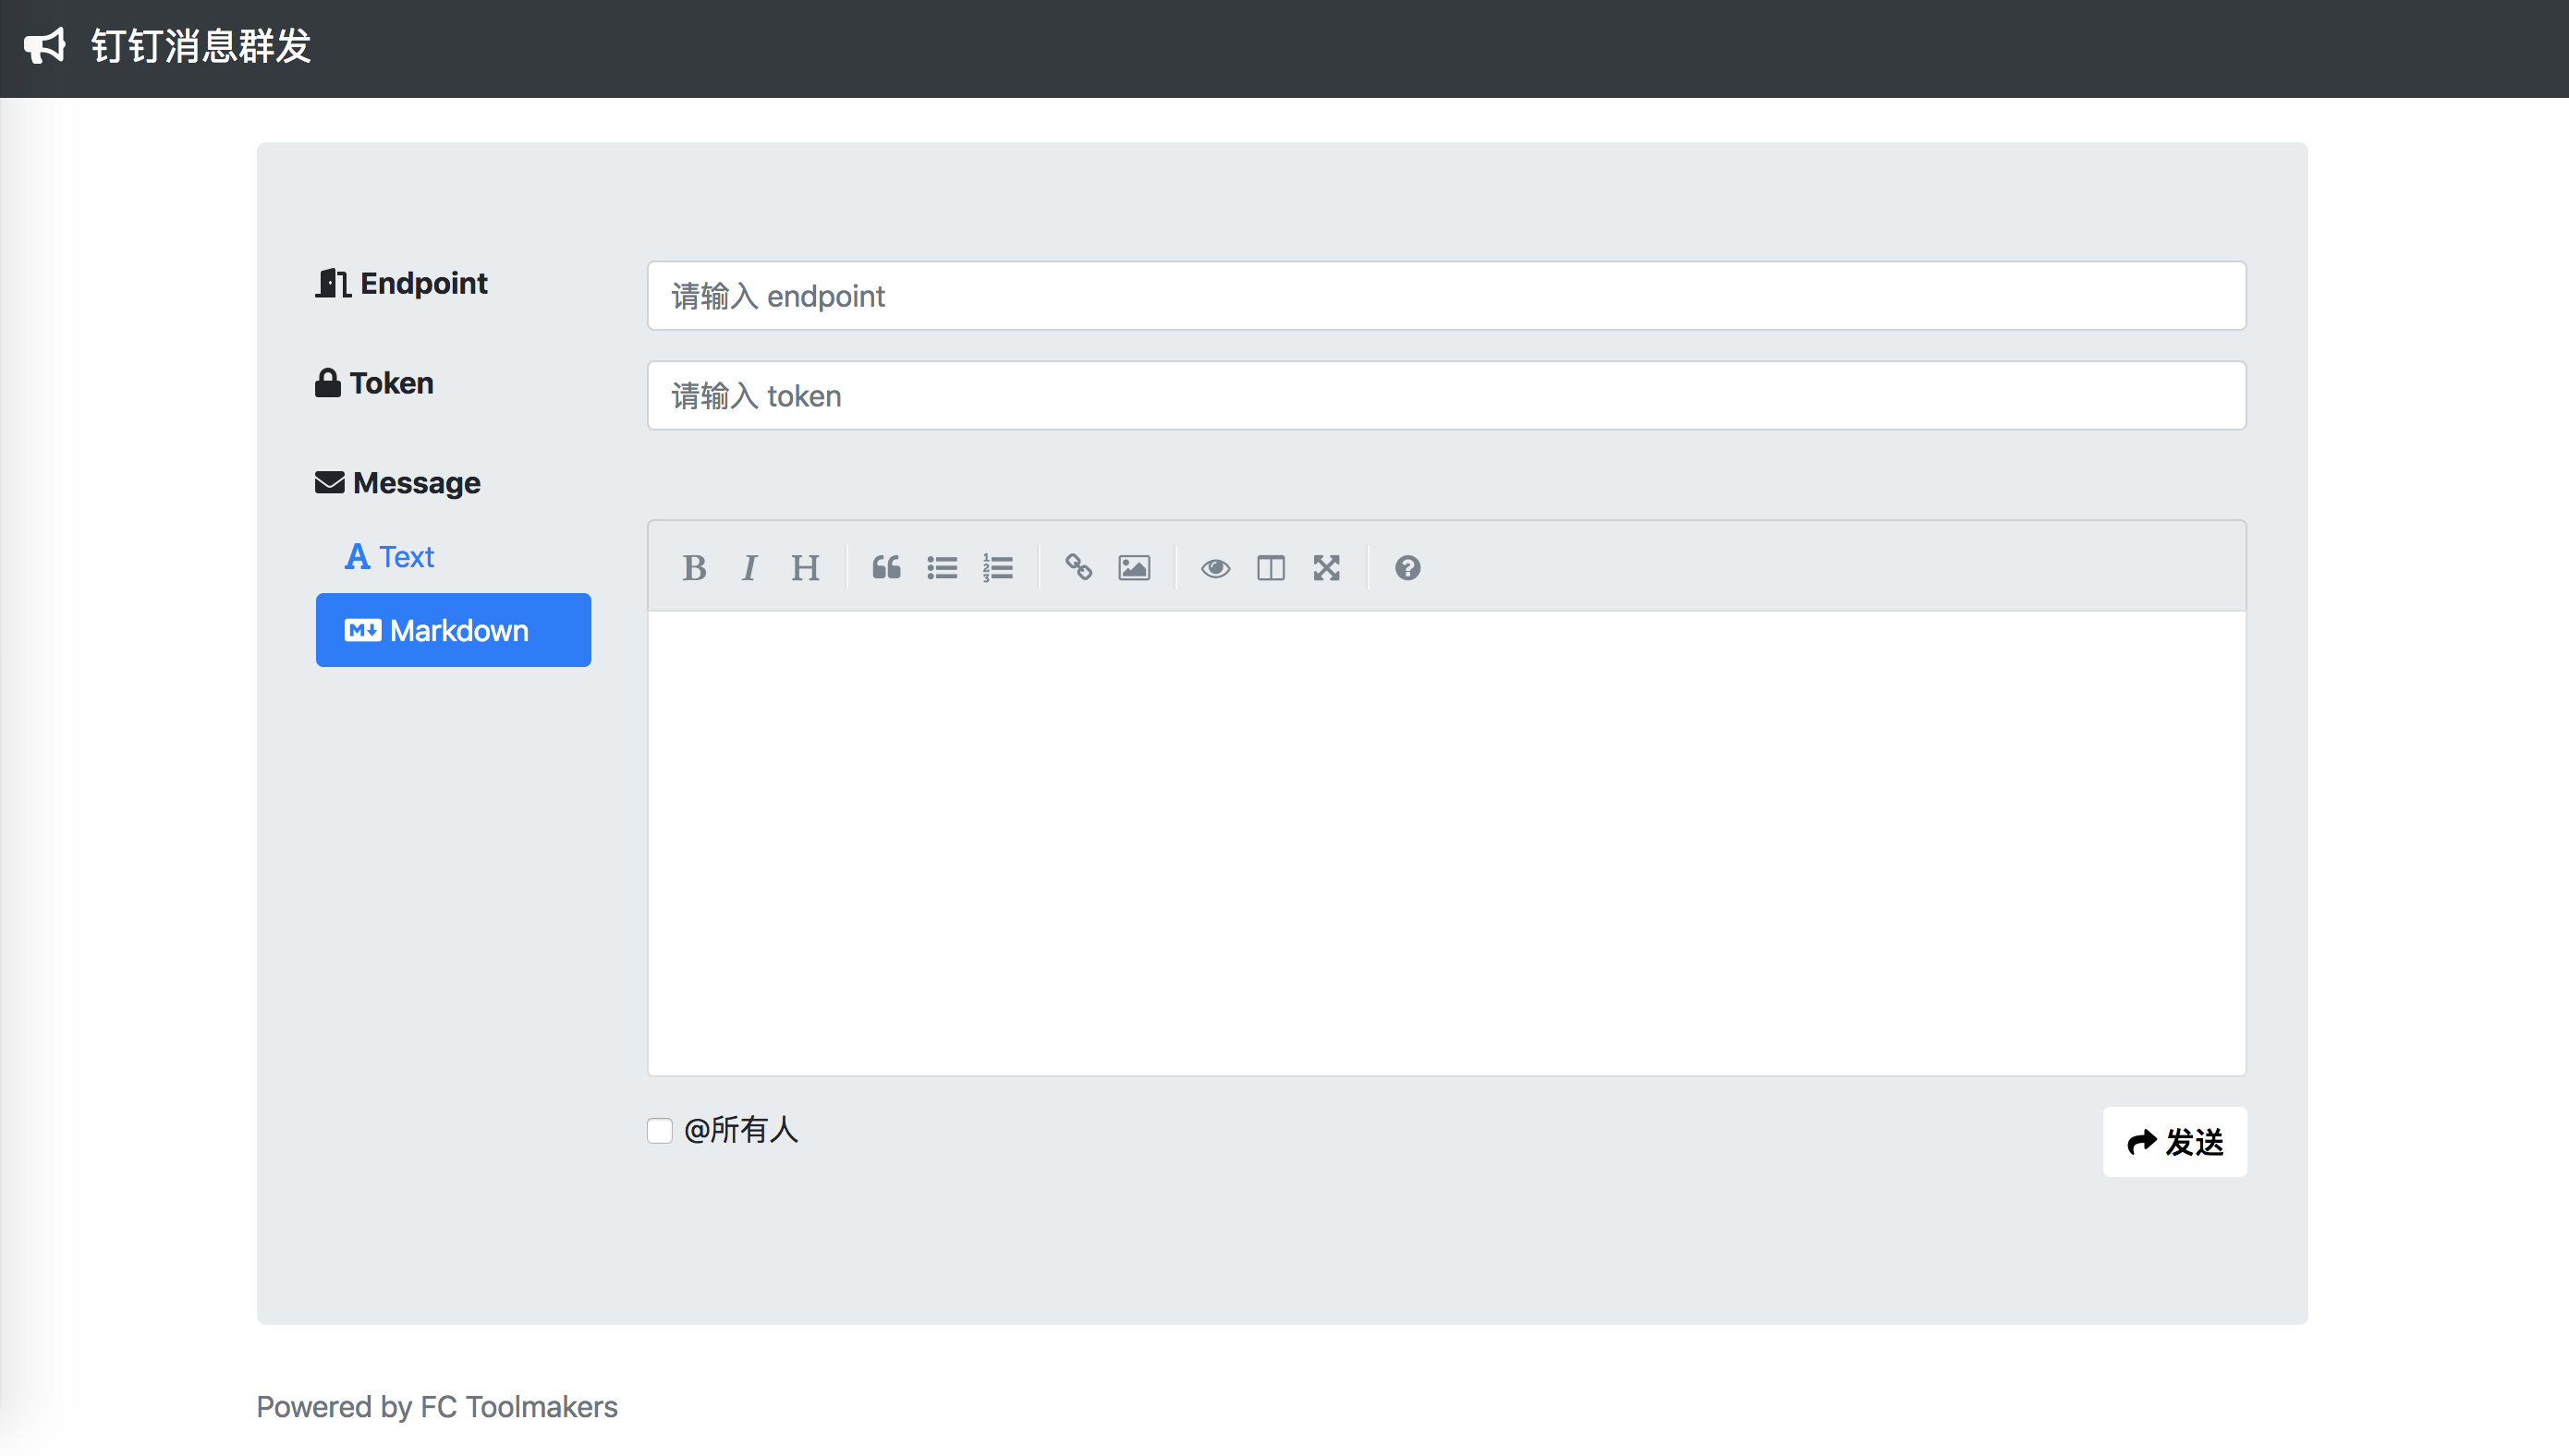 钉钉消息群发
Endpoint
请输入 endpoint
Token
请输入 token
Message
Text
Markdown
B I H
@所有人
发送
Powered by FC Toolmakers